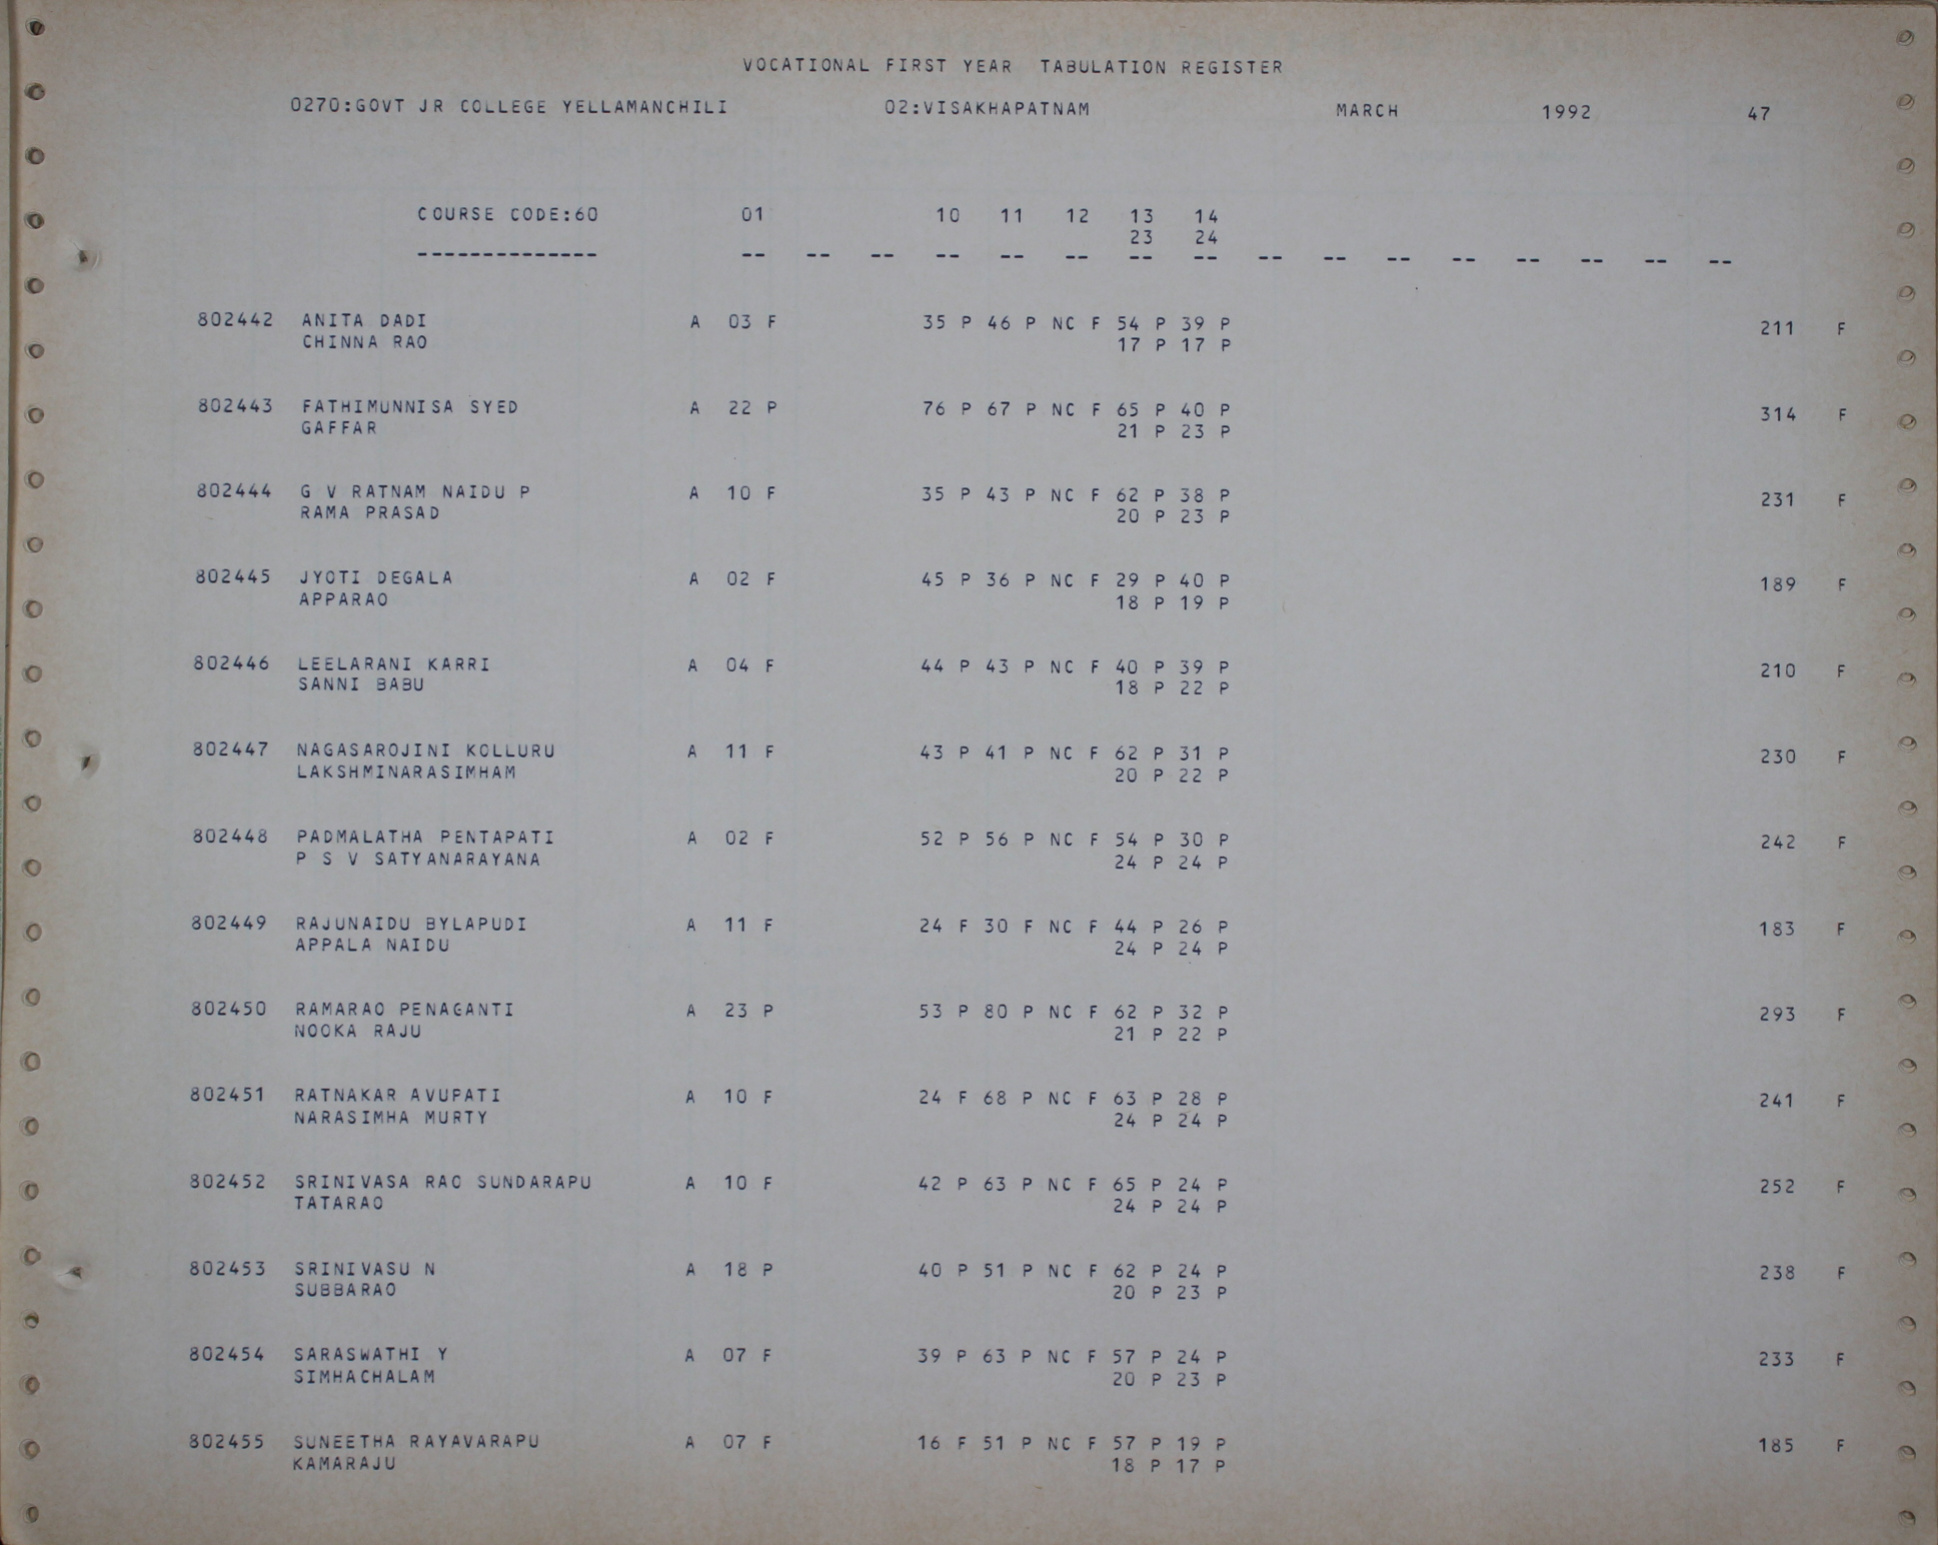 VOCATIONAL FIRST YEAR TABULATION REGISTER
0270:GOVT JR COLLEGE YELLAMANCHILI 02:VISAKHAPATNAM MARCH 1992 47
COURSE CODE:60 01 10 11 12 13 14
23 24
-------------- -- -- -- -- -- -- -- -- -- -- -- -- -- -- -- --
802442 ANITA DADI A 03 F 35 P 46 P NC F 54 P 39 P 211 F
CHINNA RAO 17 P 17 P
802443 FATHIMUNNISA SYED A 22 P 76 P 67 P NC F 65 P 40 P 314 F
GAFFAR 21 P 23 P
802444 G V RATNAM NAIDU P A 10 F 35 P 43 P NC F 62 P 38 P 231 F
RAMA PRASAD 20 P 23 P
802445 JYOTI DEGALA A 02 F 45 P 36 P NC F 29 P 40 P 189 F
APPARAO 18 P 19 P
802446 LEELARANI KARRI A 04 F 44 P 43 P NC F 40 P 39 P 210 F
SANNI BABU 18 P 22 P
802447 NAGASAROJINI KOLLURU A 11 F 43 P 41 P NC F 62 P 31 P 230 F
LAKSHMINARASIMHAM 20 P 22 P
802448 PADMALATHA PENTAPATI A 02 F 52 P 56 P NC F 54 P 30 P 242 F
P S V SATYANARAYANA 24 P 24 P
802449 RAJUNAIDU BYLAPUDI A 11 F 24 F 30 F NC F 44 P 26 P 183 F
APPALA NAIDU 24 P 24 P
802450 RAMARAO PENAGANTI A 23 P 53 P 80 P NC F 62 P 32 P 293 F
NOOKA RAJU 21 P 22 P
802451 RATNAKAR AVUPATI A 10 F 24 F 68 P NC F 63 P 28 P 241 F
NARASIMHA MURTY 24 P 24 P
802452 SRINIVASA RAO SUNDARAPU A 10 F 42 P 63 P NC F 65 P 24 P 252 F
TATARAO 24 P 24 P
802453 SRINIVASU N A 18 P 40 P 51 P NC F 62 P 24 P 238 F
SUBBARAO 20 P 23 P
802454 SARASWATHI Y A 07 F 39 P 63 P NC F 57 P 24 P 233 F
SIMHACHALAM 20 P 23 P
802455 SUNEETHA RAYAVARAPU A 07 F 16 F 51 P NC F 57 P 19 P 185 F
KAMARAJU 18 P 17 P